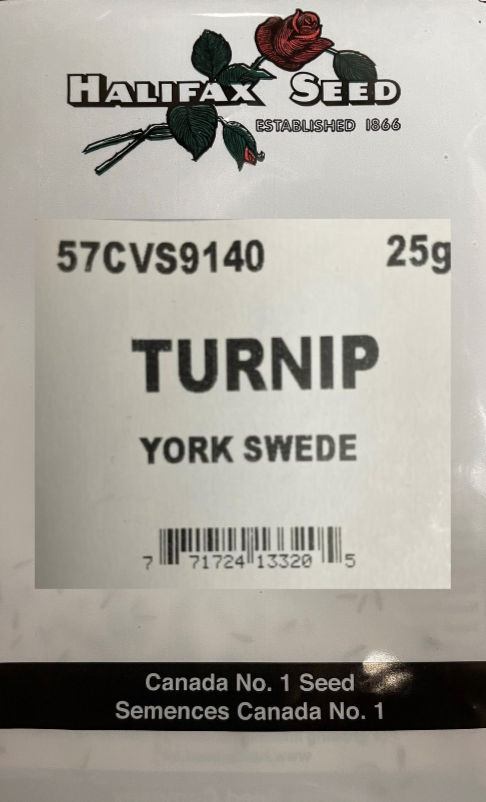 HALIFAX SEED
ESTABLISHED 1866
57CVS9140 25g
TURNIP
YORK SWEDE
7 71724 13320 5
Canada No. 1 Seed
Semences Canada No. 1